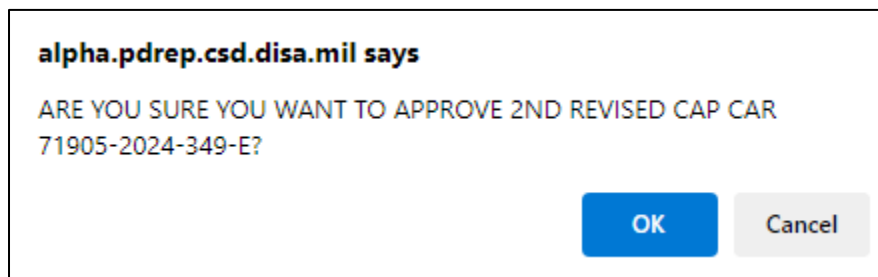 alpha.pdrep.csd.disa.mil says
ARE YOU SURE YOU WANT TO APPROVE 2ND REVISED CAP CAR
71905-2024-349-E?
OK
Cancel